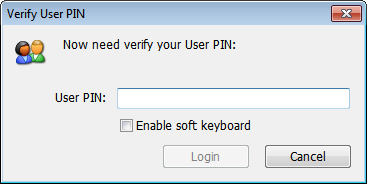 Verify User PIN
Now need verify your User PIN:
User PIN:
Enable soft keyboard
Login
Cancel